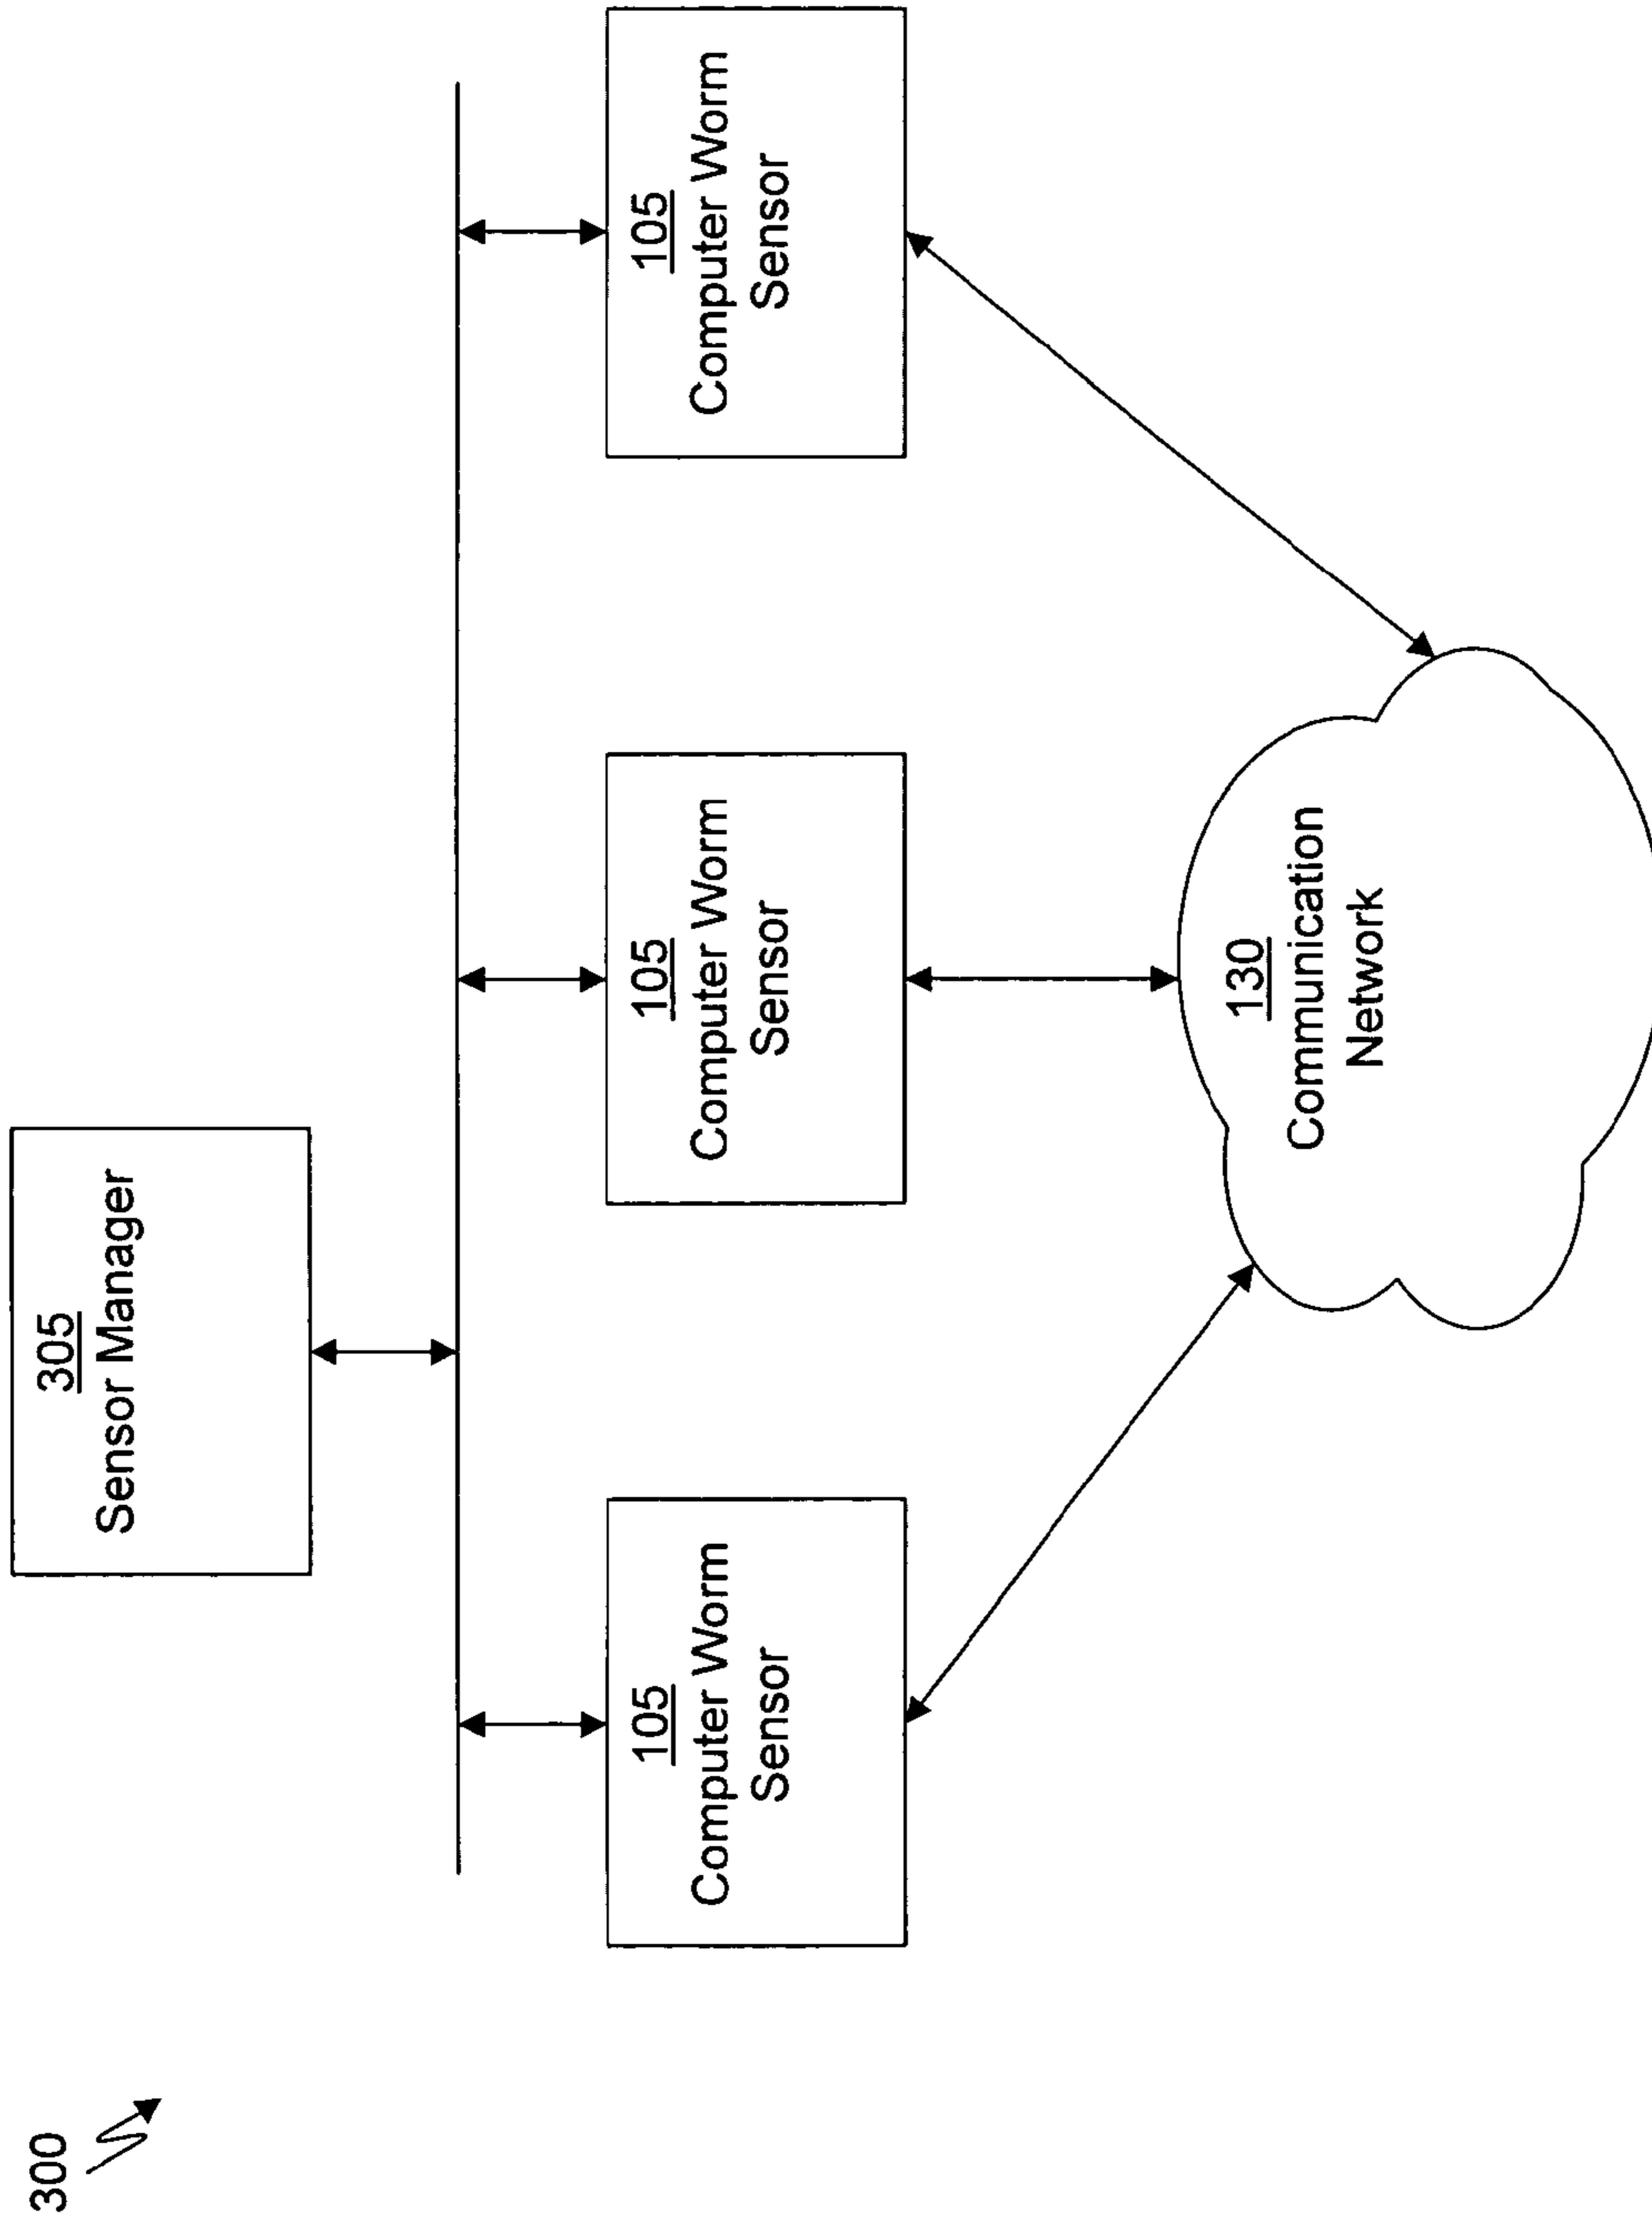 300
305
Sensor Manager
105
Computer Worm
Sensor
105
Computer Worm
Sensor
105
Computer Worm
Sensor
130
Communication
Network